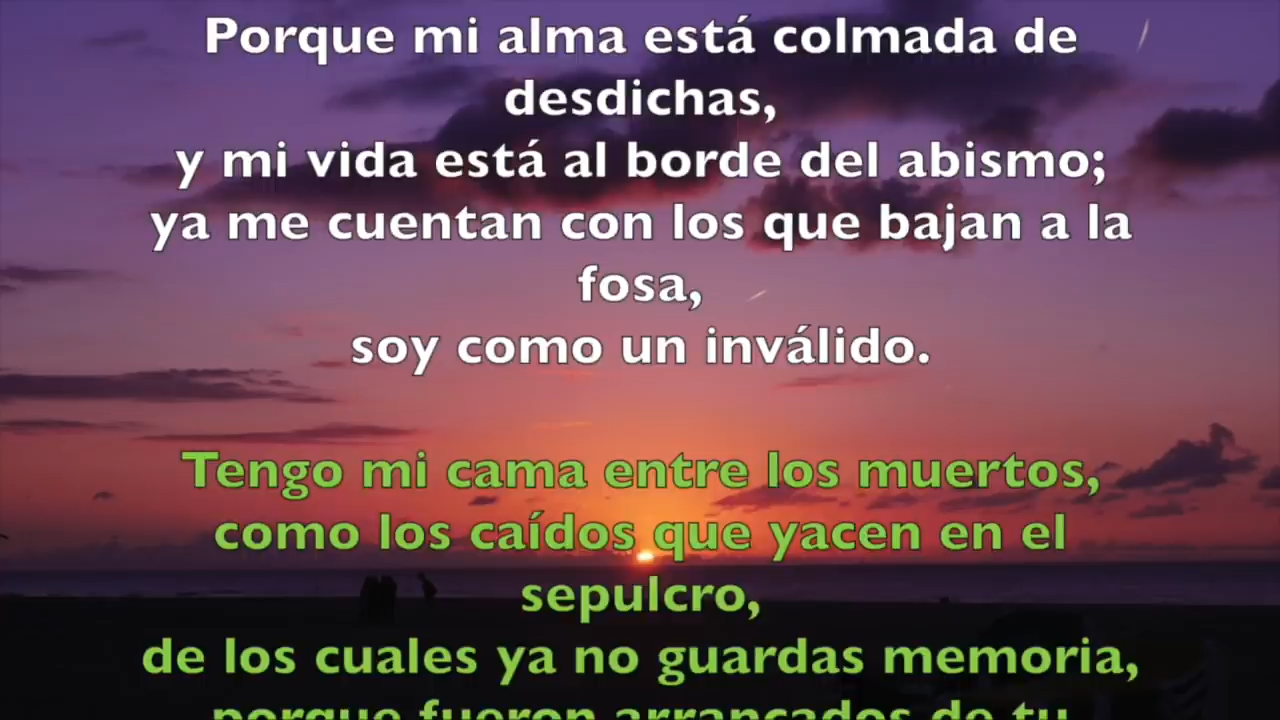 Porque mi alma está colmada de
desdichas,
y mi vida está al borde del abismo;
ya me cuentan con los que bajan a la
fosa,
soy como un inválido.
Tengo mi cama entre los muertos,
como los caídos que yacen en el
sepulcro,
de los cuales ya no guardas memoria,
porque fueron arrancados de tu